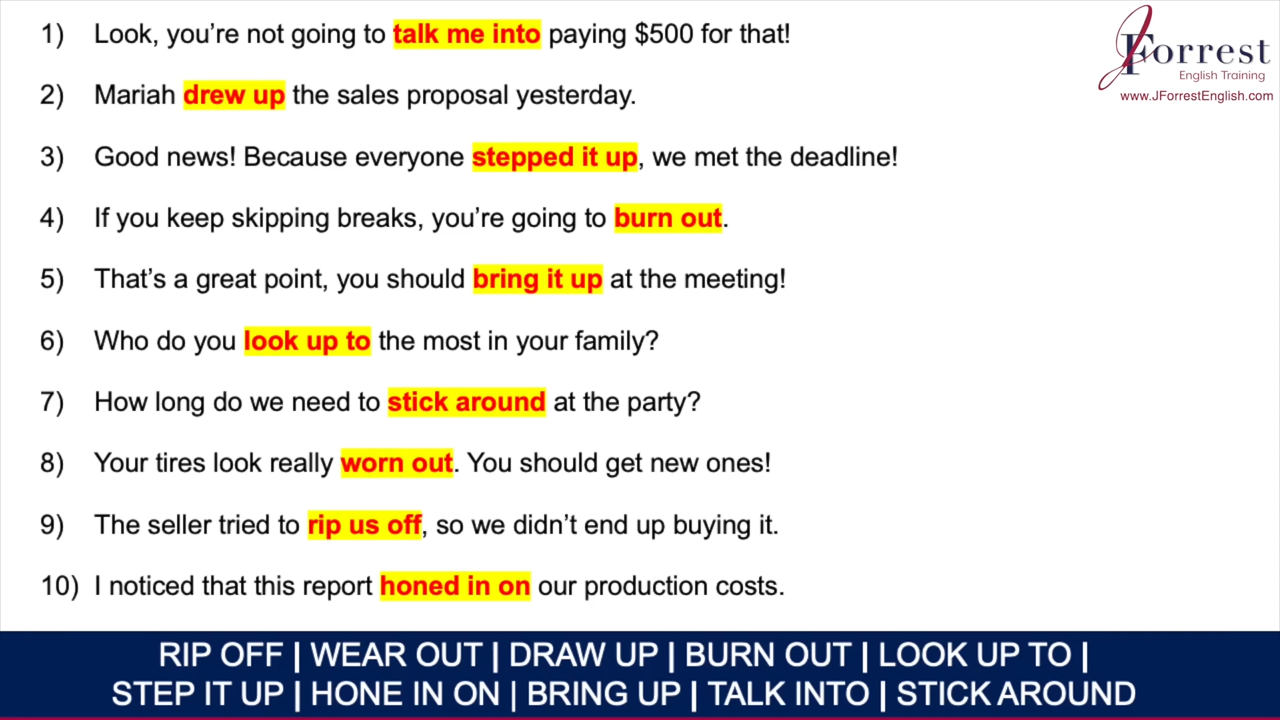 1) Look, you’re not going to talk me into paying $500 for that!
JForrest
English Training
www.JForrestEnglish.com
2) Mariah drew up the sales proposal yesterday.
3) Good news! Because everyone stepped it up, we met the deadline!
4) If you keep skipping breaks, you’re going to burn out.
5) That’s a great point, you should bring it up at the meeting!
6) Who do you look up to the most in your family?
7) How long do we need to stick around at the party?
8) Your tires look really worn out. You should get new ones!
9) The seller tried to rip us off, so we didn’t end up buying it.
10) I noticed that this report honed in on our production costs.
RIP OFF | WEAR OUT | DRAW UP | BURN OUT | LOOK UP TO |
STEP IT UP | HONE IN ON | BRING UP | TALK INTO | STICK AROUND